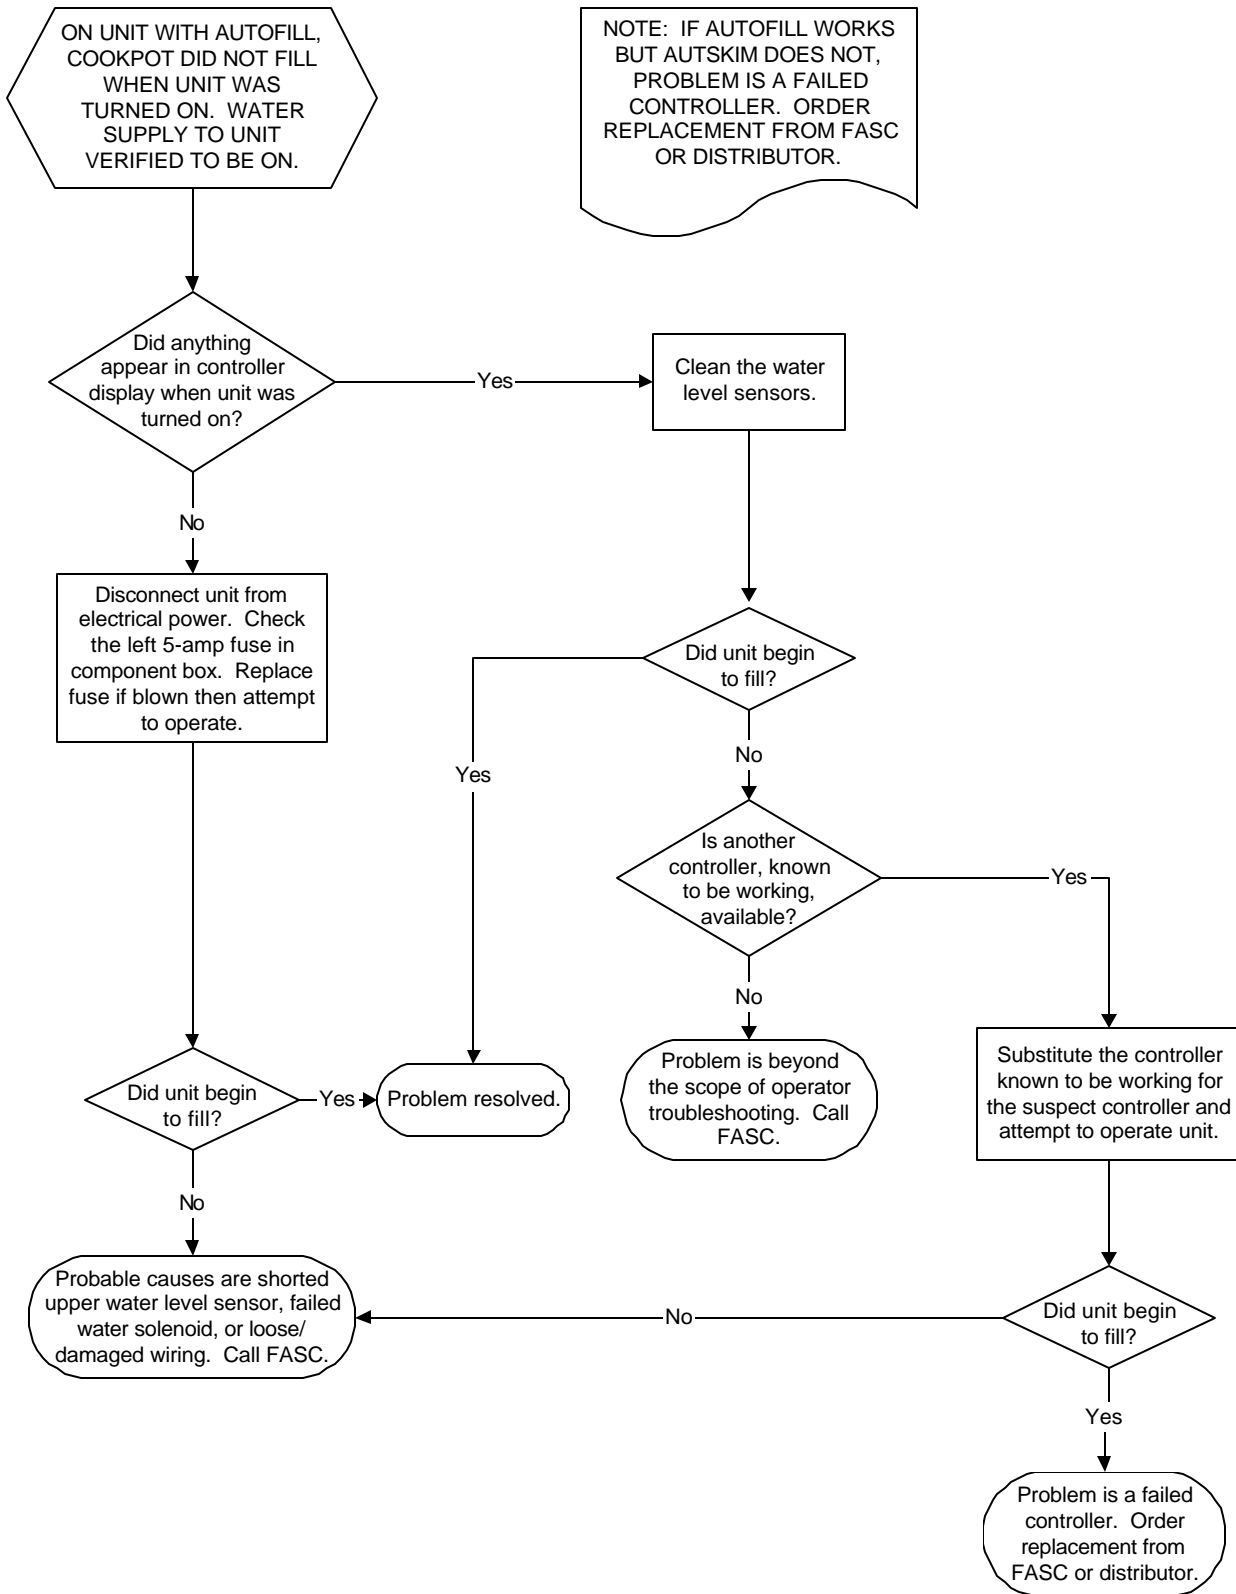 ON UNIT WITH AUTOFILL,
COOKPOT DID NOT FILL
WHEN UNIT WAS
TURNED ON.  WATER
SUPPLY TO UNIT
VERIFIED TO BE ON.
NOTE:  IF AUTOFILL WORKS
BUT AUTSKIM DOES NOT,
PROBLEM IS A FAILED
CONTROLLER.  ORDER
REPLACEMENT FROM FASC
OR DISTRIBUTOR.
Did anything
appear in controller
display when unit was
turned on?
Yes
Clean the water
level sensors.
No
Disconnect unit from
electrical power.  Check
the left 5-amp fuse in
component box.  Replace
fuse if blown then attempt
to operate.
Did unit begin
to fill?
Yes
No
Is another
controller, known
to be working,
available?
Yes
No
Problem is beyond
the scope of operator
troubleshooting.  Call
FASC.
Substitute the controller
known to be working for
the suspect controller and
attempt to operate unit.
Did unit begin
to fill?
Yes
Problem resolved.
No
Probable causes are shorted
upper water level sensor, failed
water solenoid, or loose/
damaged wiring.  Call FASC.
No
Did unit begin
to fill?
Yes
Problem is a failed
controller.  Order
replacement from
FASC or distributor.